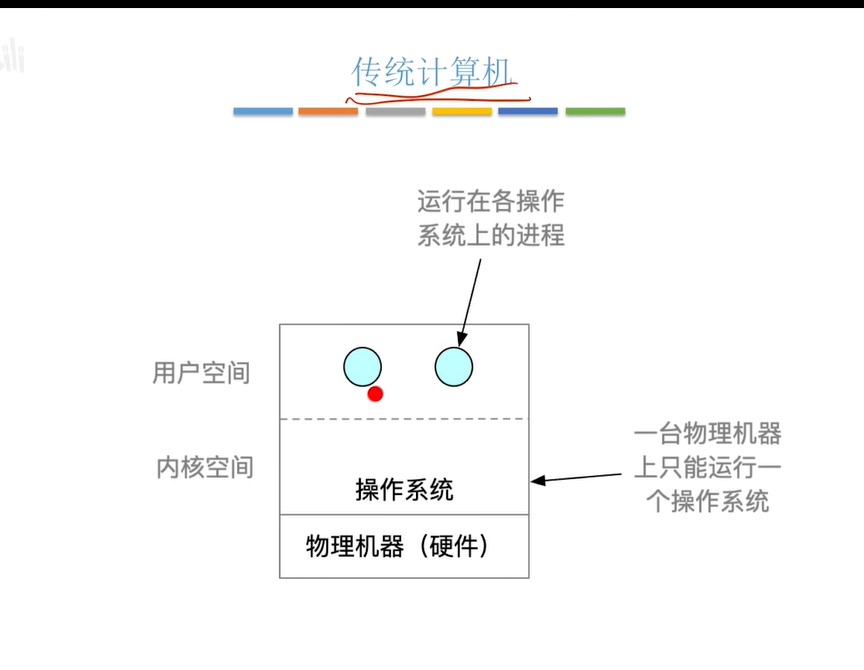 传统计算机
运行在各操作
系统上的进程
用户空间
内核空间
一台物理机器
上只能运行一
个操作系统
操作系统
物理机器（硬件）